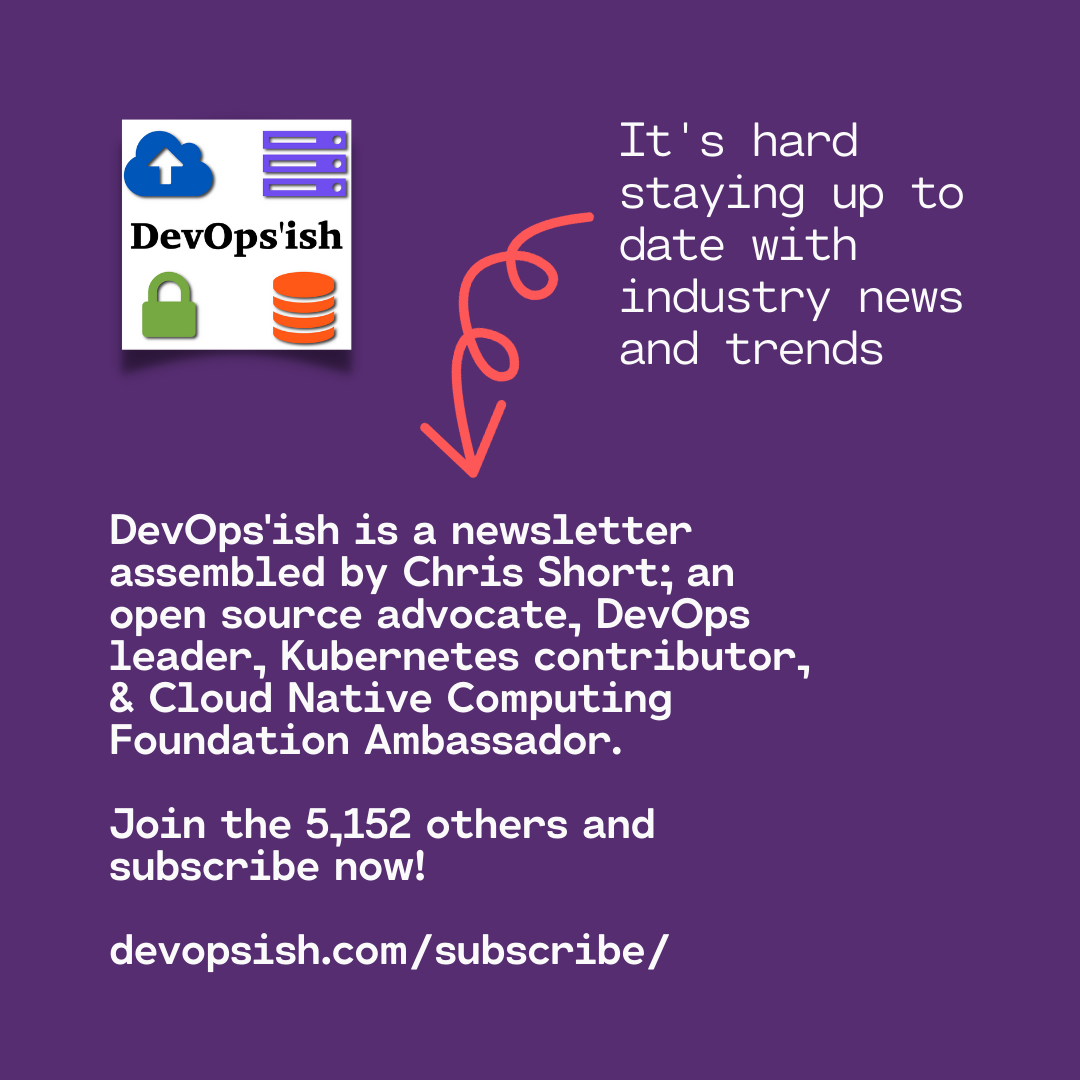 DevOps'ish
It's hard
staying up to
date with
industry news
and trends
DevOps'ish is a newsletter
assembled by Chris Short; an
open source advocate, DevOps
leader, Kubernetes contributor,
& Cloud Native Computing
Foundation Ambassador.
Join the 5,152 others and
subscribe now!
devopsish.com/subscribe/